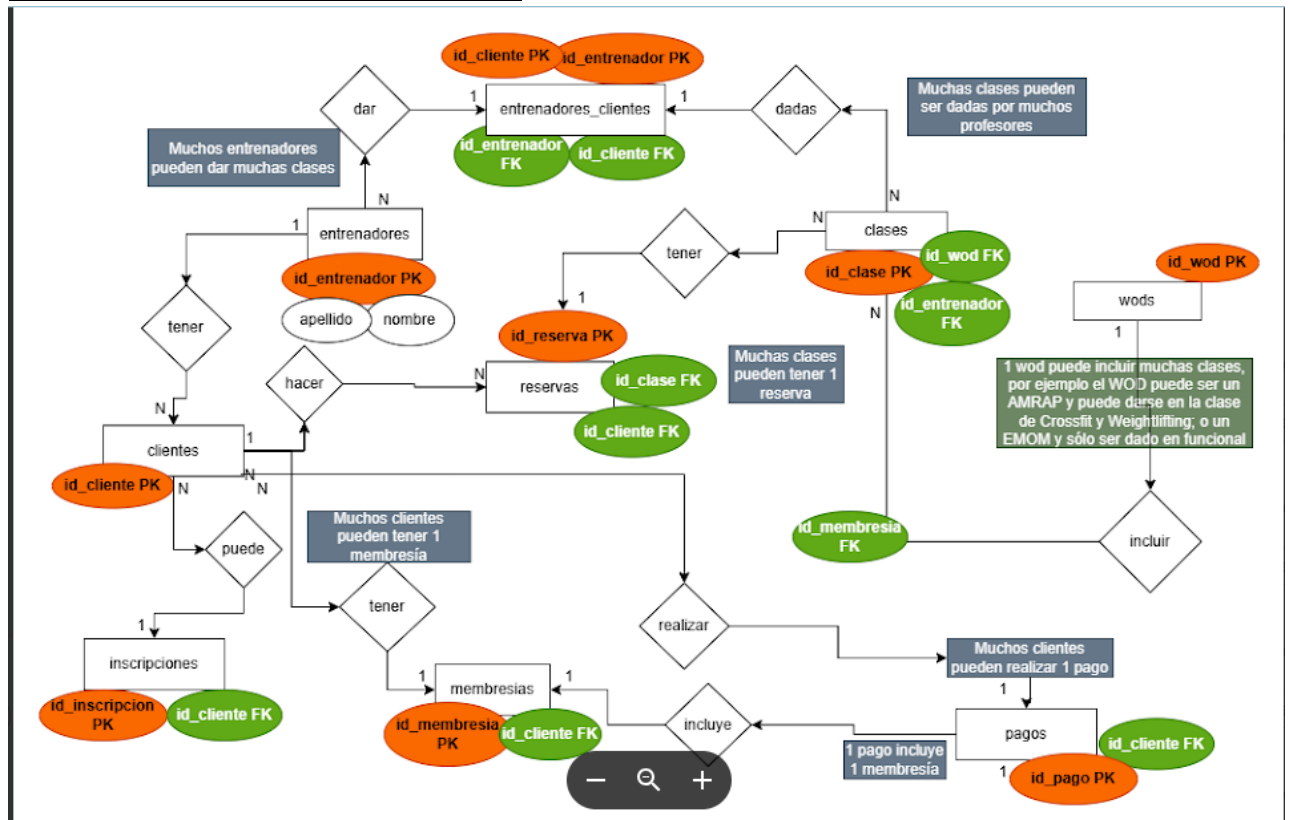 id_cliente PK
id_entrenador PK
dar
1
entrenadores_clientes
1
dadas
Muchas clases pueden
ser dadas por muchos
profesores
Muchos entrenadores
pueden dar muchas clases
id_entrenador
FK
id_cliente FK
N
N
1
entrenadores
N
clases
tener
id_wod FK
id_entrenador PK
id_clase PK
id_wod PK
apellido
nombre
1
id_entrenador
FK
N
wods
1
tener
id_reserva PK
Muchas clases
pueden tener 1
reserva
1 wod puede incluir muchas clases,
por ejemplo el WOD puede ser un
AMRAP y puede darse en la clase
de Crossfit y Weightlifting; o un
EMOM y sólo ser dado en funcional
hacer
N
reservas
id_clase FK
N
id_cliente FK
clientes
1
id_cliente PK
N
N
N
Muchos clientes
pueden tener 1
membresía
id_membresia
FK
incluir
puede
tener
realizar
1
inscripciones
Muchos clientes
pueden realizar 1 pago
1
membresias
1
1
id_inscripcion
PK
id_cliente FK
id_membresia
PK
id_cliente FK
incluye
pagos
id_cliente FK
1 pago incluye
1 membresía
1
id_pago PK